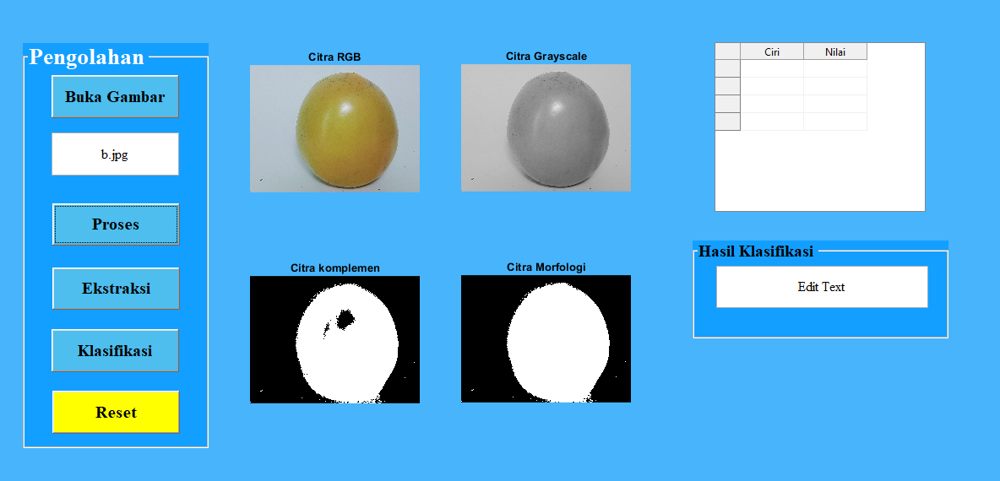 Pengolahan
Buka Gambar
b.jpg
Proses
Ekstraksi
Klasifikasi
Reset
Citra RGB
Citra Grayscale
Citra komplemen
Citra Morfologi
Ciri Nilai
Hasil Klasifikasi
Edit Text